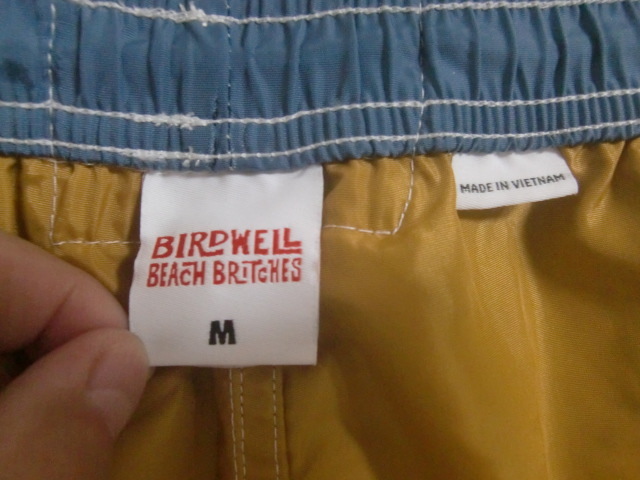 BIRDWELL
BEACH BRITCHES
M
MADE IN VIETNAM